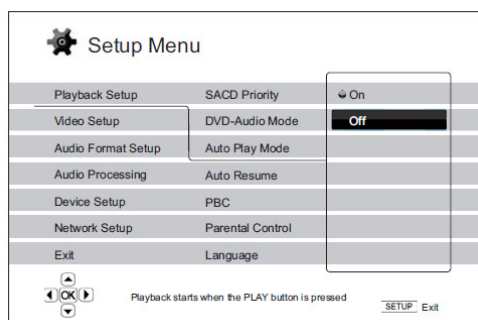 Setup Menu
Playback Setup SACD Priority On
Video Setup DVD-Audio Mode Off
Audio Format Setup Auto Play Mode
Audio Processing Auto Resume
Device Setup PBC
Network Setup Parental Control
Exit Language
OK Playback starts when the PLAY button is pressed SETUP Exit